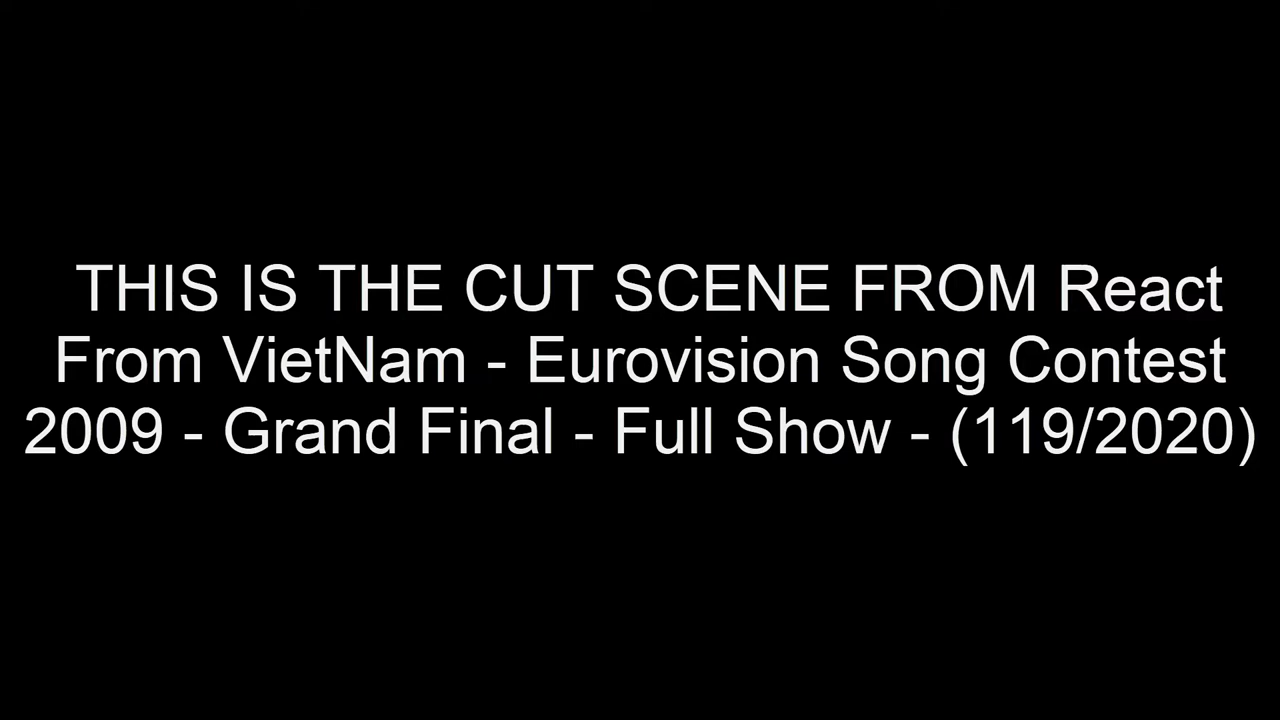 THIS IS THE CUT SCENE FROM React
From VietNam - Eurovision Song Contest
2009 - Grand Final - Full Show - (119/2020)